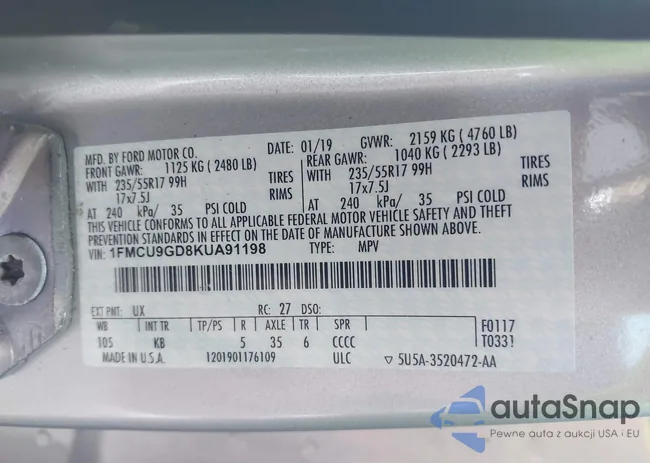 MFD. BY FORD MOTOR CO.
DATE: 01/19 GVWR: 2159 KG ( 4760 LB)
FRONT GAWR: 1125 KG ( 2480 LB) REAR GAWR: 1040 KG ( 2293 LB)
WITH 235/55R17 99H TIRES WITH 235/55R17 99H TIRES
17x7.5J RIMS 17x7.5J RIMS
AT 240 kPa/ 35 PSI COLD AT 240 kPa/ 35 PSI COLD
THIS VEHICLE CONFORMS TO ALL APPLICABLE FEDERAL MOTOR VEHICLE SAFETY AND THEFT
PREVENTION STANDARDS IN EFFECT ON THE DATE OF MANUFACTURE SHOWN ABOVE.
VIN: 1FMCU9GD8KUA91198 TYPE: MPV
EXT PNT: UX RC: 27 DSO:
WB INT TR TP/PS R AXLE TR SPR F0117
105 KB 5 35 6 CCCC T0331
MADE IN U.S.A. 1201901176109 ULC 5U5A-3520472-AA
autoSnap
Pewne auta z aukcji USA i EU